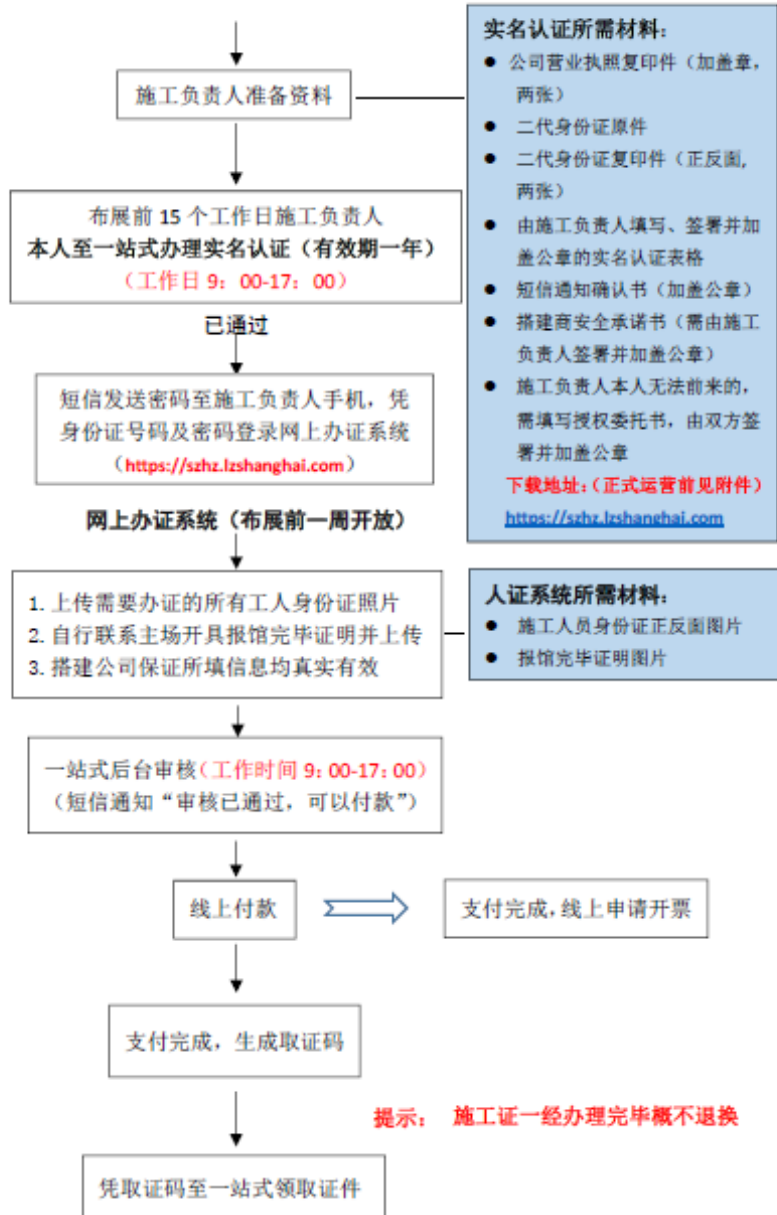 施工负责人准备资料
实名认证所需材料：
● 公司营业执照复印件（加盖章，
两张）
● 二代身份证原件
● 二代身份证复印件（正反面，
两张）
● 由施工负责人填写、签署并加
盖公章的实名认证表格
● 短信通知确认书（加盖公章）
● 搭建商安全承诺书（需由施工
负责人签署并加盖公章）
● 施工负责人本人无法前来的，
需填写授权委托书，由双方签
署并加盖公章
下载地址：（正式运营前见附件）
https://szhz.lzshanghai.com
布展前 15 个工作日施工负责人
本人至一站式办理实名认证（有效期一年）
（工作日 9：00-17：00）
已通过
短信发送密码至施工负责人手机，凭
身份证号码及密码登录网上办证系统
（https://szhz.lzshanghai.com）
网上办证系统（布展前一周开放）
1. 上传需要办证的所有工人身份证照片
2. 自行联系主场开具报馆完毕证明并上传
3. 搭建公司保证所填信息均真实有效
人证系统所需材料：
● 施工人员身份证正反面图片
● 报馆完毕证明图片
一站式后台审核（工作时间 9：00-17：00）
（短信通知“审核已通过，可以付款”）
线上付款
支付完成，线上申请开票
支付完成，生成取证码
提示： 施工证一经办理完毕概不退换
凭取证码至一站式领取证件